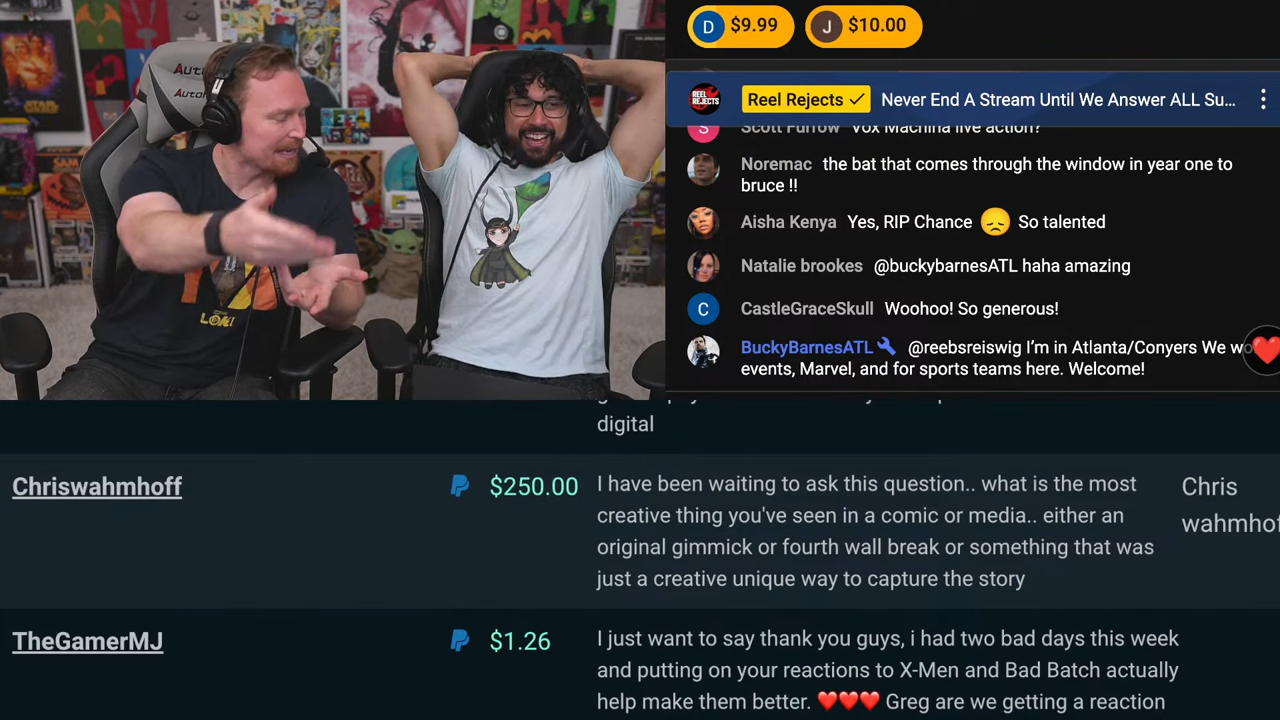 D $9.99 J $10.00
Reel Rejects ✓ Never End A Stream Until We Answer ALL Su...
Scott Furrow Vox Machina live action?
Noremac the bat that comes through the window in year one to
bruce !!
Aisha Kenya Yes, RIP Chance 😞 So talented
Natalie brookes @buckybarnesATL haha amazing
C CastleGraceSkull Woohoo! So generous!
BuckyBarnesATL @reebsreiswig I'm in Atlanta/Conyers We wo
events, Marvel, and for sports teams here. Welcome!
LOKI
digital
Chriswahmhoff $250.00 I have been waiting to ask this question.. what is the most
creative thing you've seen in a comic or media.. either an
original gimmick or fourth wall break or something that was
just a creative unique way to capture the story
Chris
wahmhof
TheGamerMJ $1.26 I just want to say thank you guys, i had two bad days this week
and putting on your reactions to X-Men and Bad Batch actually
help make them better. ❤️❤️❤️ Greg are we getting a reaction